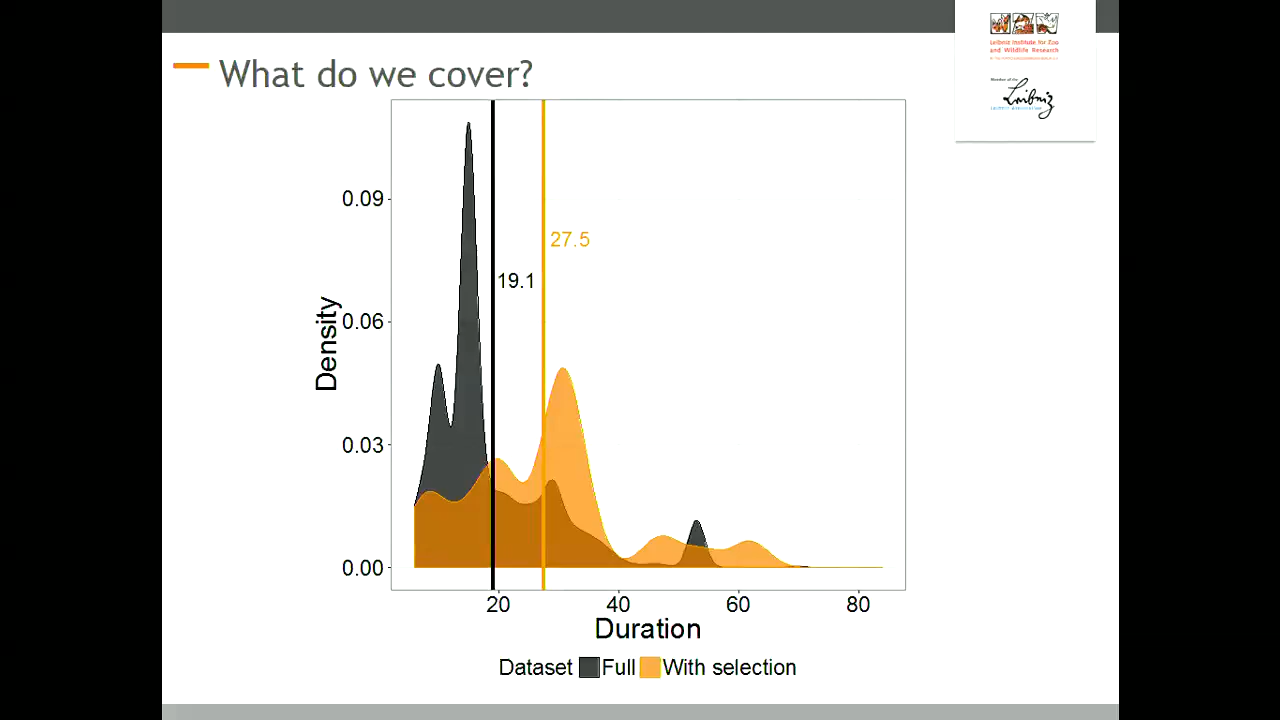 What do we cover?
Leibniz Institute for Zoo
and Wildlife Research
Member of the
Leibniz
0.09
0.06
0.03
0.00
Density
27.5
19.1
20 40 60 80
Duration
Dataset Full With selection